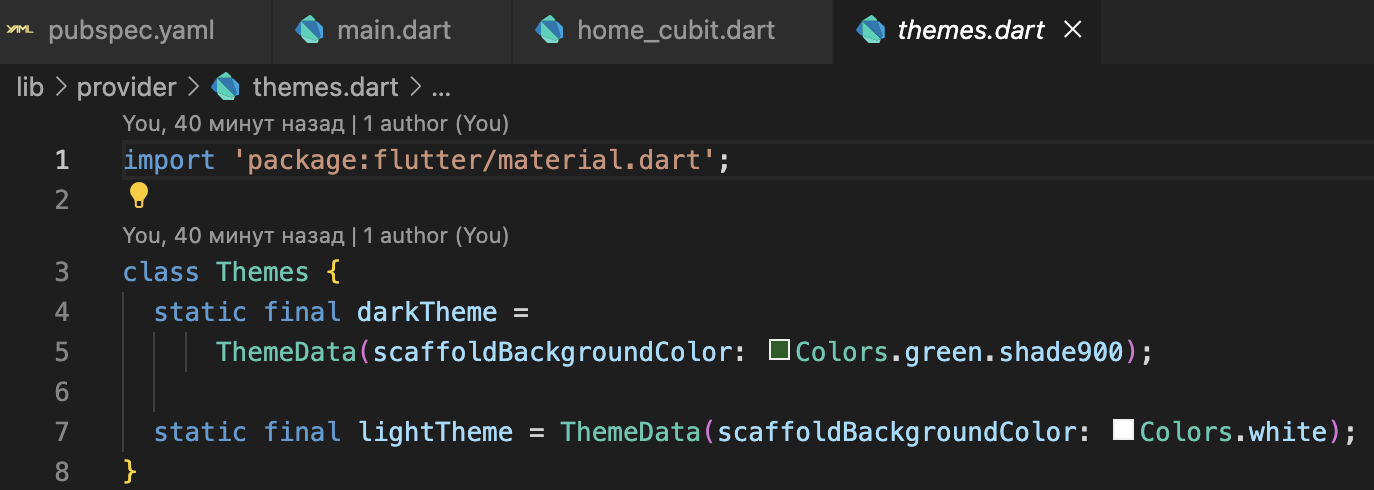 YAML pubspec.yaml main.dart home_cubit.dart themes.dart ×
lib > provider > themes.dart > ...
You, 40 минут назад | 1 author (You)
1 import 'package:flutter/material.dart';
2
You, 40 минут назад | 1 author (You)
3 class Themes {
4 static final darkTheme =
5 ThemeData(scaffoldBackgroundColor: Colors.green.shade900);
6
7 static final lightTheme = ThemeData(scaffoldBackgroundColor: Colors.white);
8 }